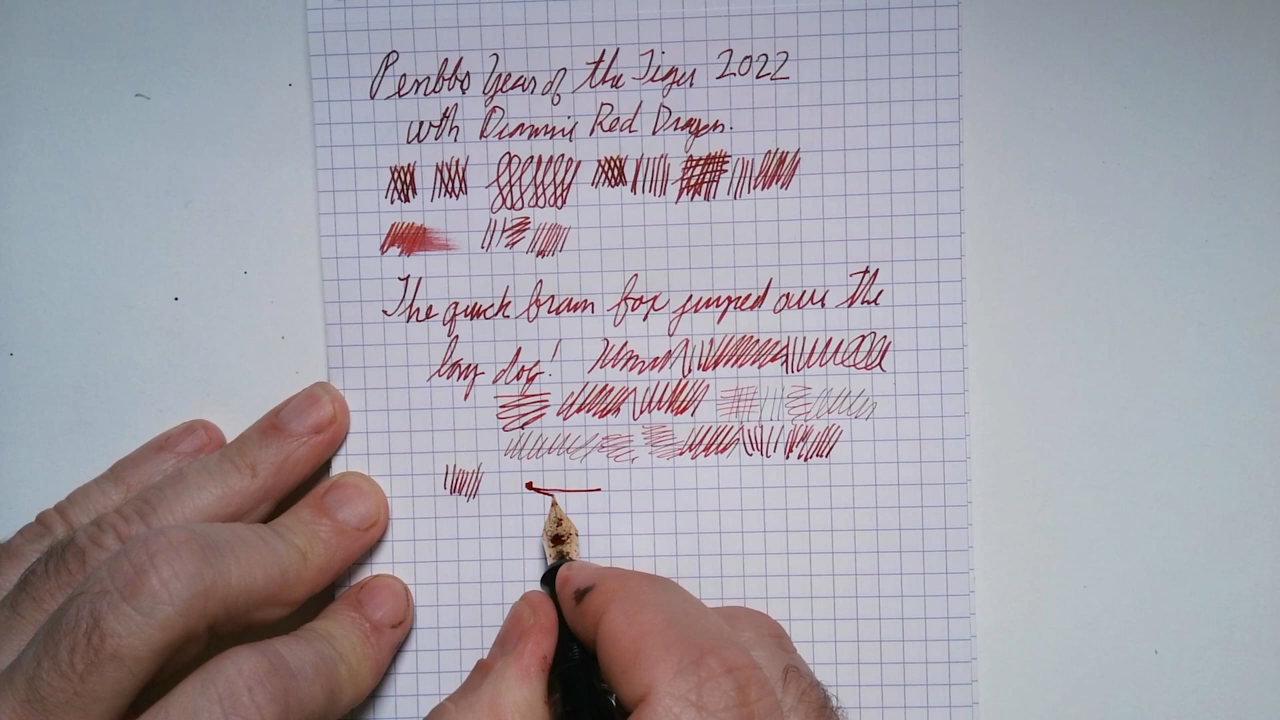 Penbbs Year of the Tiger 2022
with Diamine Red Dragon.
The quick brown fox jumped over the
lazy dog!